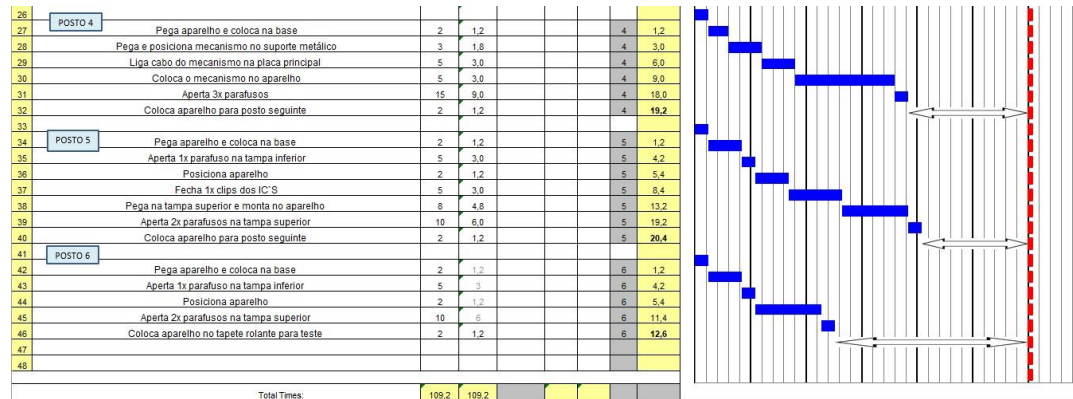 26
POSTO 4
27 Pega aparelho e coloca na base 2 1,2 4 1,2
28 Pega e posiciona mecanismo no suporte metálico 3 1,8 4 3,0
29 Liga cabo do mecanismo na placa principal 5 3,0 4 6,0
30 Coloca o mecanismo no aparelho 5 3,0 4 9,0
31 Aperta 3x parafusos 15 9,0 4 18,0
32 Coloca aparelho para posto seguinte 2 1,2 4 19,2
33
POSTO 5
34 Pega aparelho e coloca na base 2 1,2 5 1,2
35 Aperta 1x parafuso na tampa inferior 5 3,0 5 4,2
36 Posiciona aparelho 2 1,2 5 5,4
37 Fecha 1x clips dos IC`S 5 3,0 5 8,4
38 Pega na tampa superior e monta no aparelho 8 4,8 5 13,2
39 Aperta 2x parafusos na tampa superior 10 6,0 5 19,2
40 Coloca aparelho para posto seguinte 2 1,2 5 20,4
41
POSTO 6
42 Pega aparelho e coloca na base 2 1,2 6 1,2
43 Aperta 1x parafuso na tampa inferior 5 3 6 4,2
44 Posiciona aparelho 2 1,2 6 5,4
45 Aperta 2x parafusos na tampa superior 10 6 6 11,4
46 Coloca aparelho no tapete rolante para teste 2 1,2 6 12,6
47
48
Total Times: 109,2 109,2